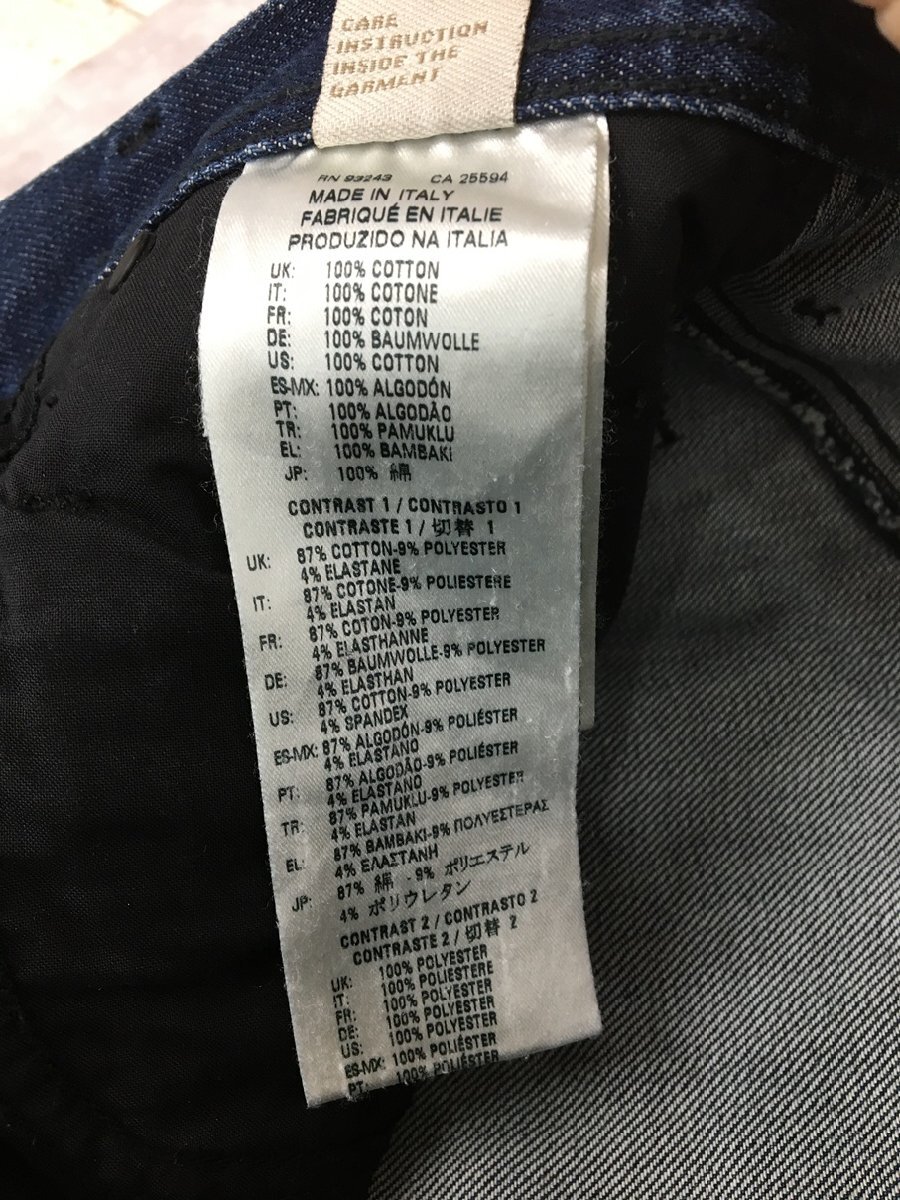 CARE
INSTRUCTION
INSIDE THE
GARMENT
RN 93243 CA 25594
MADE IN ITALY
FABRIQUÉ EN ITALIE
PRODUZIDO NA ITALIA
UK: 100% COTTON
IT: 100% COTONE
FR: 100% COTON
DE: 100% BAUMWOLLE
US: 100% COTTON
ES-MX: 100% ALGODÓN
PT: 100% ALGODÃO
TR: 100% PAMUKLU
EL: 100% BAMBAKI
JP: 100% 綿
CONTRAST 1 / CONTRASTO 1
CONTRASTE 1 / 切替 1
UK: 87% COTTON-9% POLYESTER
4% ELASTANE
IT: 87% COTONE-9% POLIESTERE
4% ELASTAN
FR: 87% COTON-9% POLYESTER
4% ELASTHANNE
DE: 87% BAUMWOLLE-9% POLYESTER
4% ELASTHAN
US: 87% COTTON-9% POLYESTER
4% SPANDEX
ES-MX: 87% ALGODÓN-9% POLIÉSTER
4% ELASTANO
PT: 87% ALGODÃO-9% POLIÉSTER
4% ELASTANO
TR: 87% PAMUKLU-9% POLYESTER
4% ELASTAN
EL: 87% BAMBAKI-9% ΠΟΛΥΕΣΤΕΡΑΣ
4% ΕΛΑΣΤΑΝΗ
JP: 87% 綿 -9% ポリエステル
4% ポリウレタン
CONTRAST 2 / CONTRASTO 2
CONTRASTE 2 / 切替 2
UK: 100% POLYESTER
IT: 100% POLIESTERE
FR: 100% POLYESTER
DE: 100% POLYESTER
US: 100% POLYESTER
ES-MX: 100% POLIÉSTER
PT: 100% POLIÉSTER